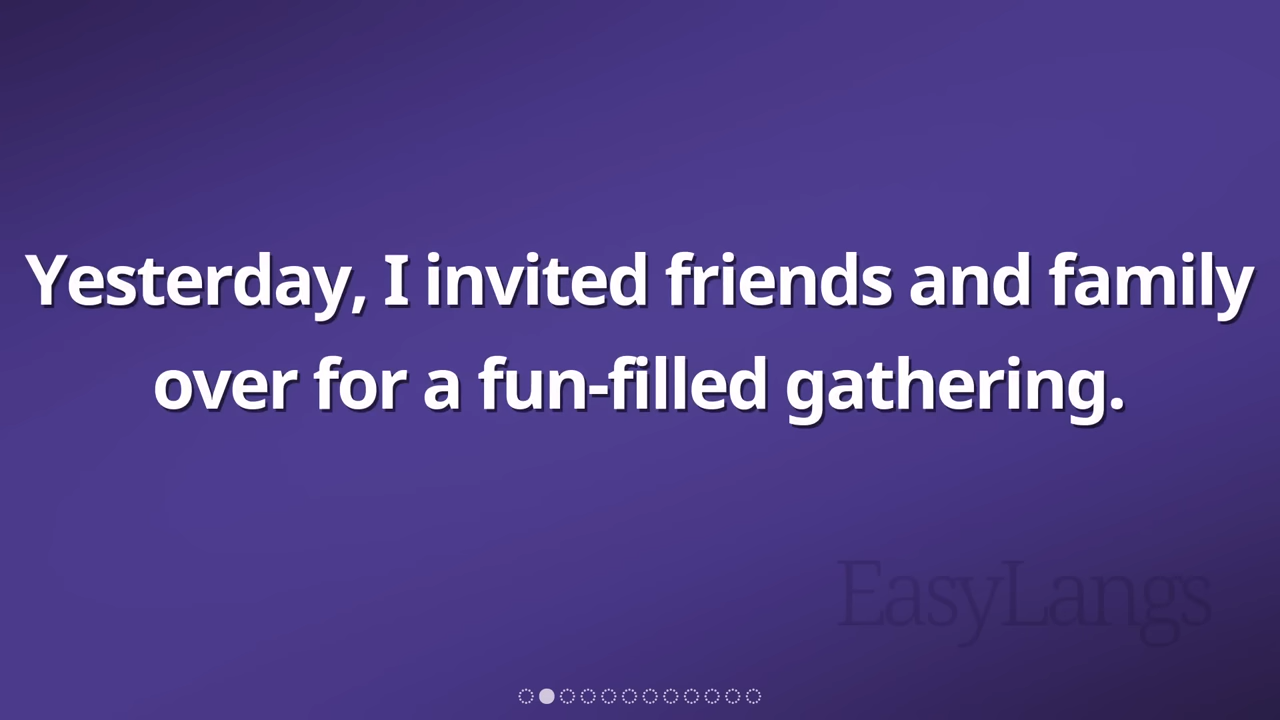 Yesterday, I invited friends and family
over for a fun-filled gathering.
EasyLangs